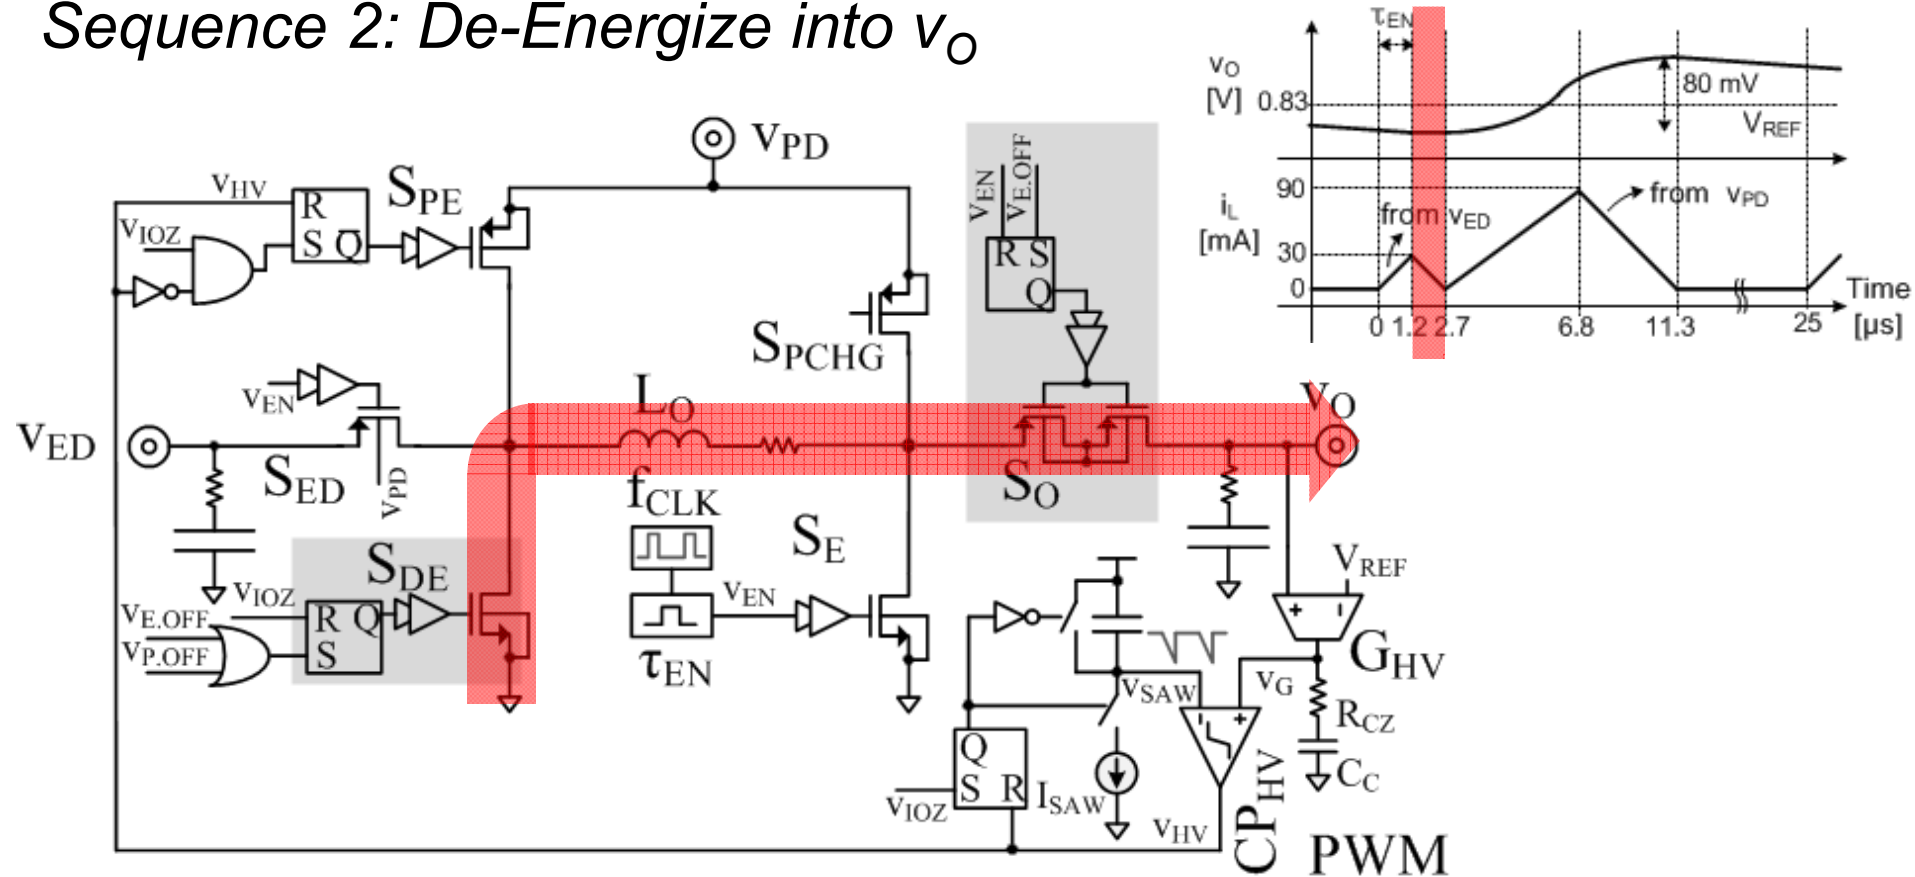 Sequence 2: De-Energize into vO
τEN
vO
[V] 0.83
80 mV
VREF
iL
[mA]
90
30
0
from vED
from vPD
0 1.2 2.7 6.8 11.3 25
Time
[µs]
vPD
vHV
SPE
R
S Q̅
vIOZ
vEN
vE.OFF
R S
Q
SPCHG
vEN
LO
vO
vED
SED
vPD
fCLK
SO
SE
VREF
SDE
vIOZ
vE.OFF
vP.OFF
R Q
S
vEN
τEN
+ −
GHV
vSAW
vG
− +
RCZ
Q
S R
vIOZ
ISAW
CC
vHV
CPHV
PWM